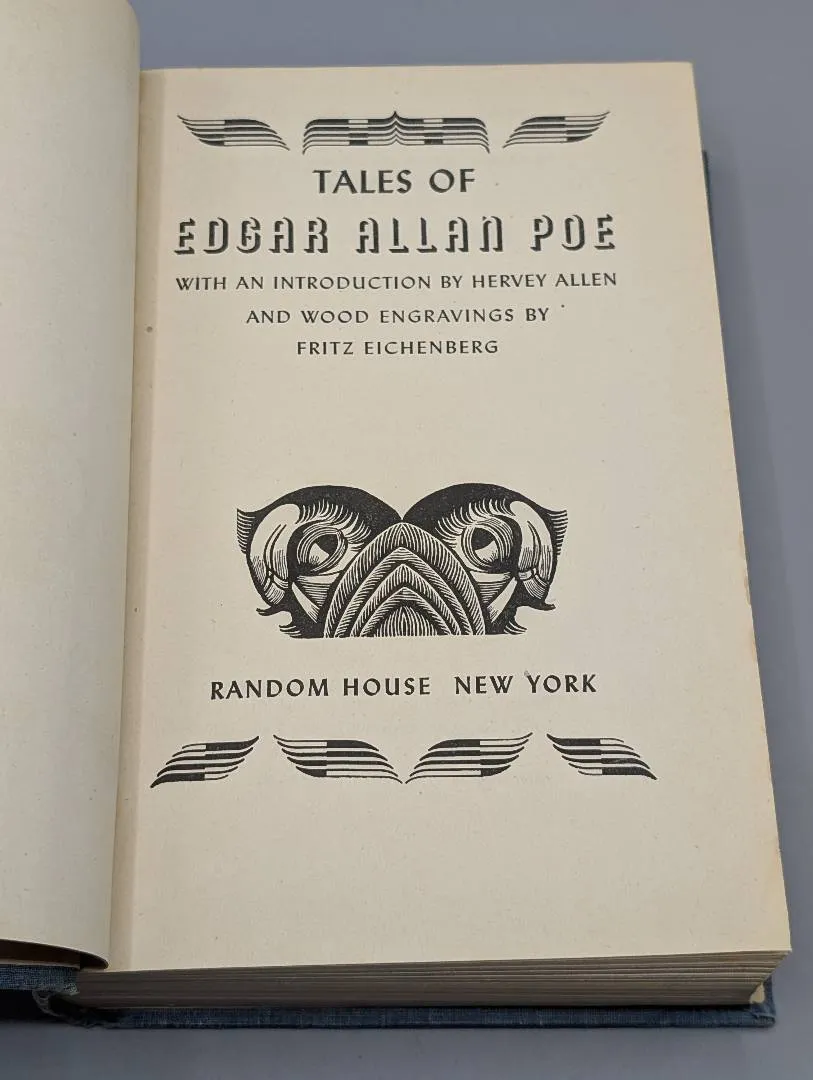 TALES OF
EDGAR ALLAN POE
WITH AN INTRODUCTION BY HERVEY ALLEN
AND WOOD ENGRAVINGS BY
FRITZ EICHENBERG
RANDOM HOUSE NEW YORK